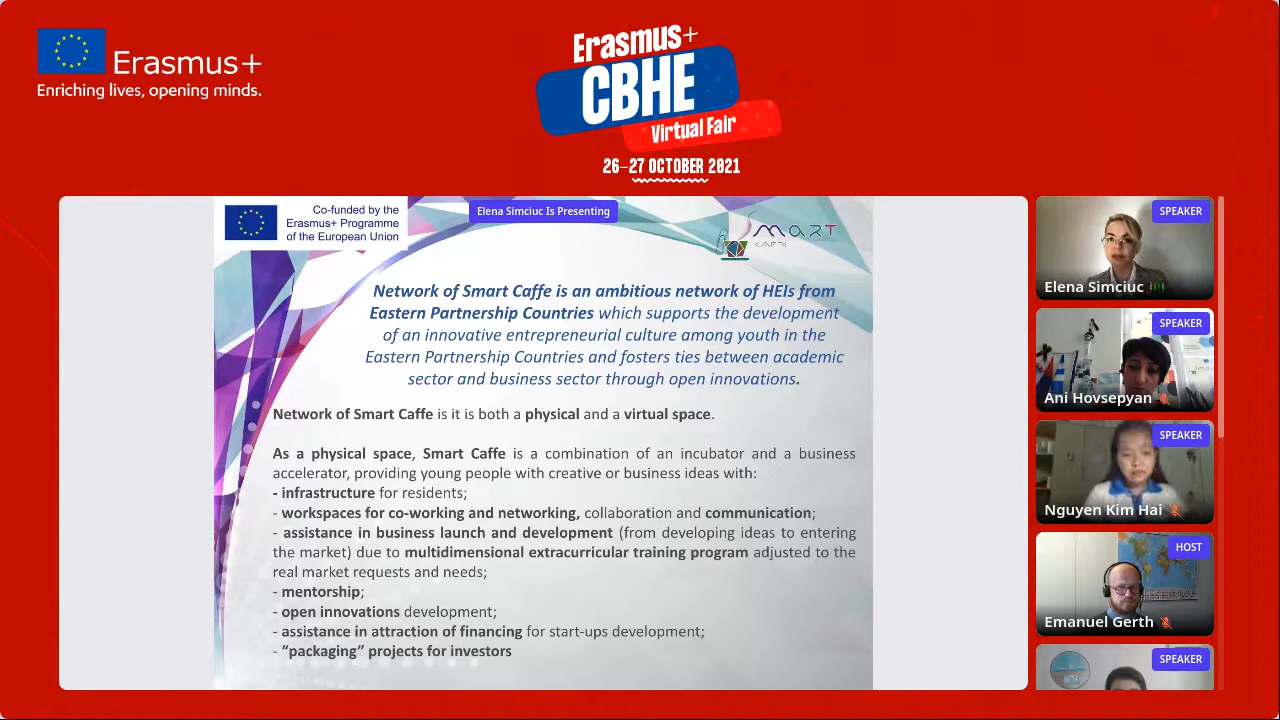 Erasmus+
Enriching lives, opening minds.
Erasmus+
CBHE
Virtual Fair
26–27 OCTOBER 2021
Co-funded by the
Erasmus+ Programme
of the European Union
Elena Simciuc Is Presenting
SMART
CAFFE
Network of Smart Caffe is an ambitious network of HEIs from
Eastern Partnership Countries which supports the development
of an innovative entrepreneurial culture among youth in the
Eastern Partnership Countries and fosters ties between academic
sector and business sector through open innovations.
Network of Smart Caffe is it is both a physical and a virtual space.
As a physical space, Smart Caffe is a combination of an incubator and a business
accelerator, providing young people with creative or business ideas with:
- infrastructure for residents;
- workspaces for co-working and networking, collaboration and communication;
- assistance in business launch and development (from developing ideas to entering
the market) due to multidimensional extracurricular training program adjusted to the
real market requests and needs;
- mentorship;
- open innovations development;
- assistance in attraction of financing for start-ups development;
- “packaging” projects for investors
SPEAKER
Elena Simciuc
SPEAKER
Ani Hovsepyan
SPEAKER
Nguyen Kim Hai
HOST
Emanuel Gerth
SPEAKER